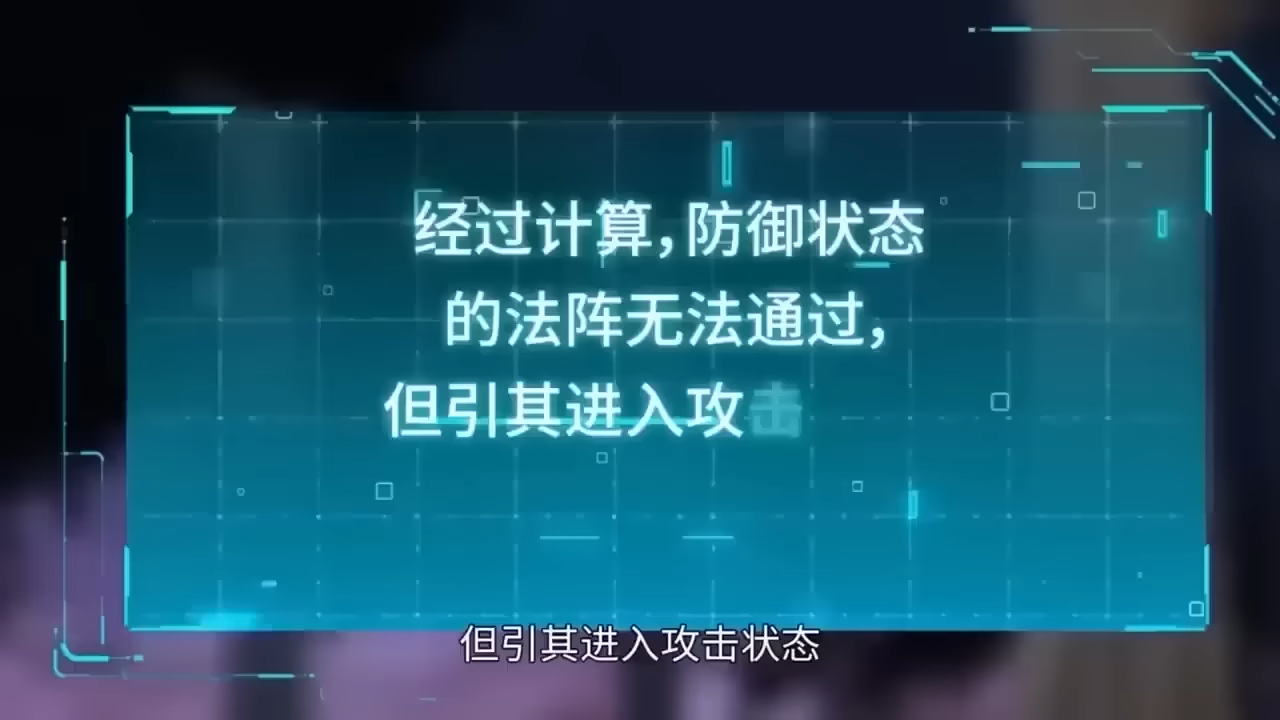 经过计算，防御状态
的法阵无法通过，
但引其进入攻击
但引其进入攻击状态